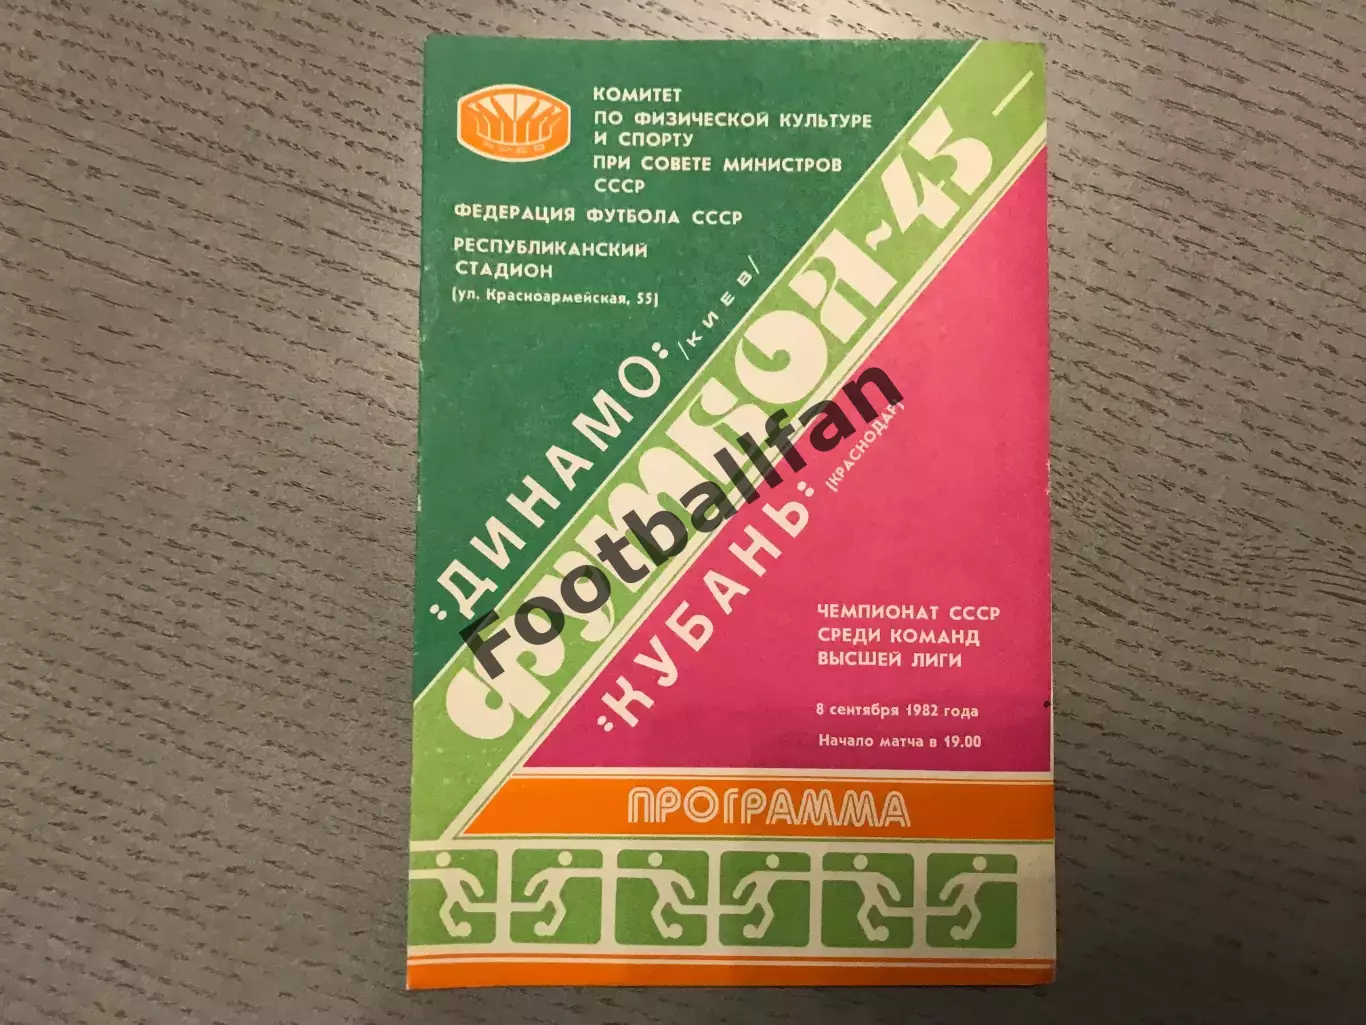 КОМИТЕТ
ПО ФИЗИЧЕСКОЙ КУЛЬТУРЕ
И СПОРТУ
ПРИ СОВЕТЕ МИНИСТРОВ
СССР
КИЕВ
ФЕДЕРАЦИЯ ФУТБОЛА СССР
РЕСПУБЛИКАНСКИЙ
СТАДИОН
(ул. Красноармейская, 55)
:ДИНАМО:
/КИЕВ/
ФУТБОЛ~45
Footballfan
:КУБАНЬ:
(КРАСНОДАР)
ЧЕМПИОНАТ СССР
СРЕДИ КОМАНД
ВЫСШЕЙ ЛИГИ
8 сентября 1982 года
Начало матча в 19.00
ПРОГРАММА